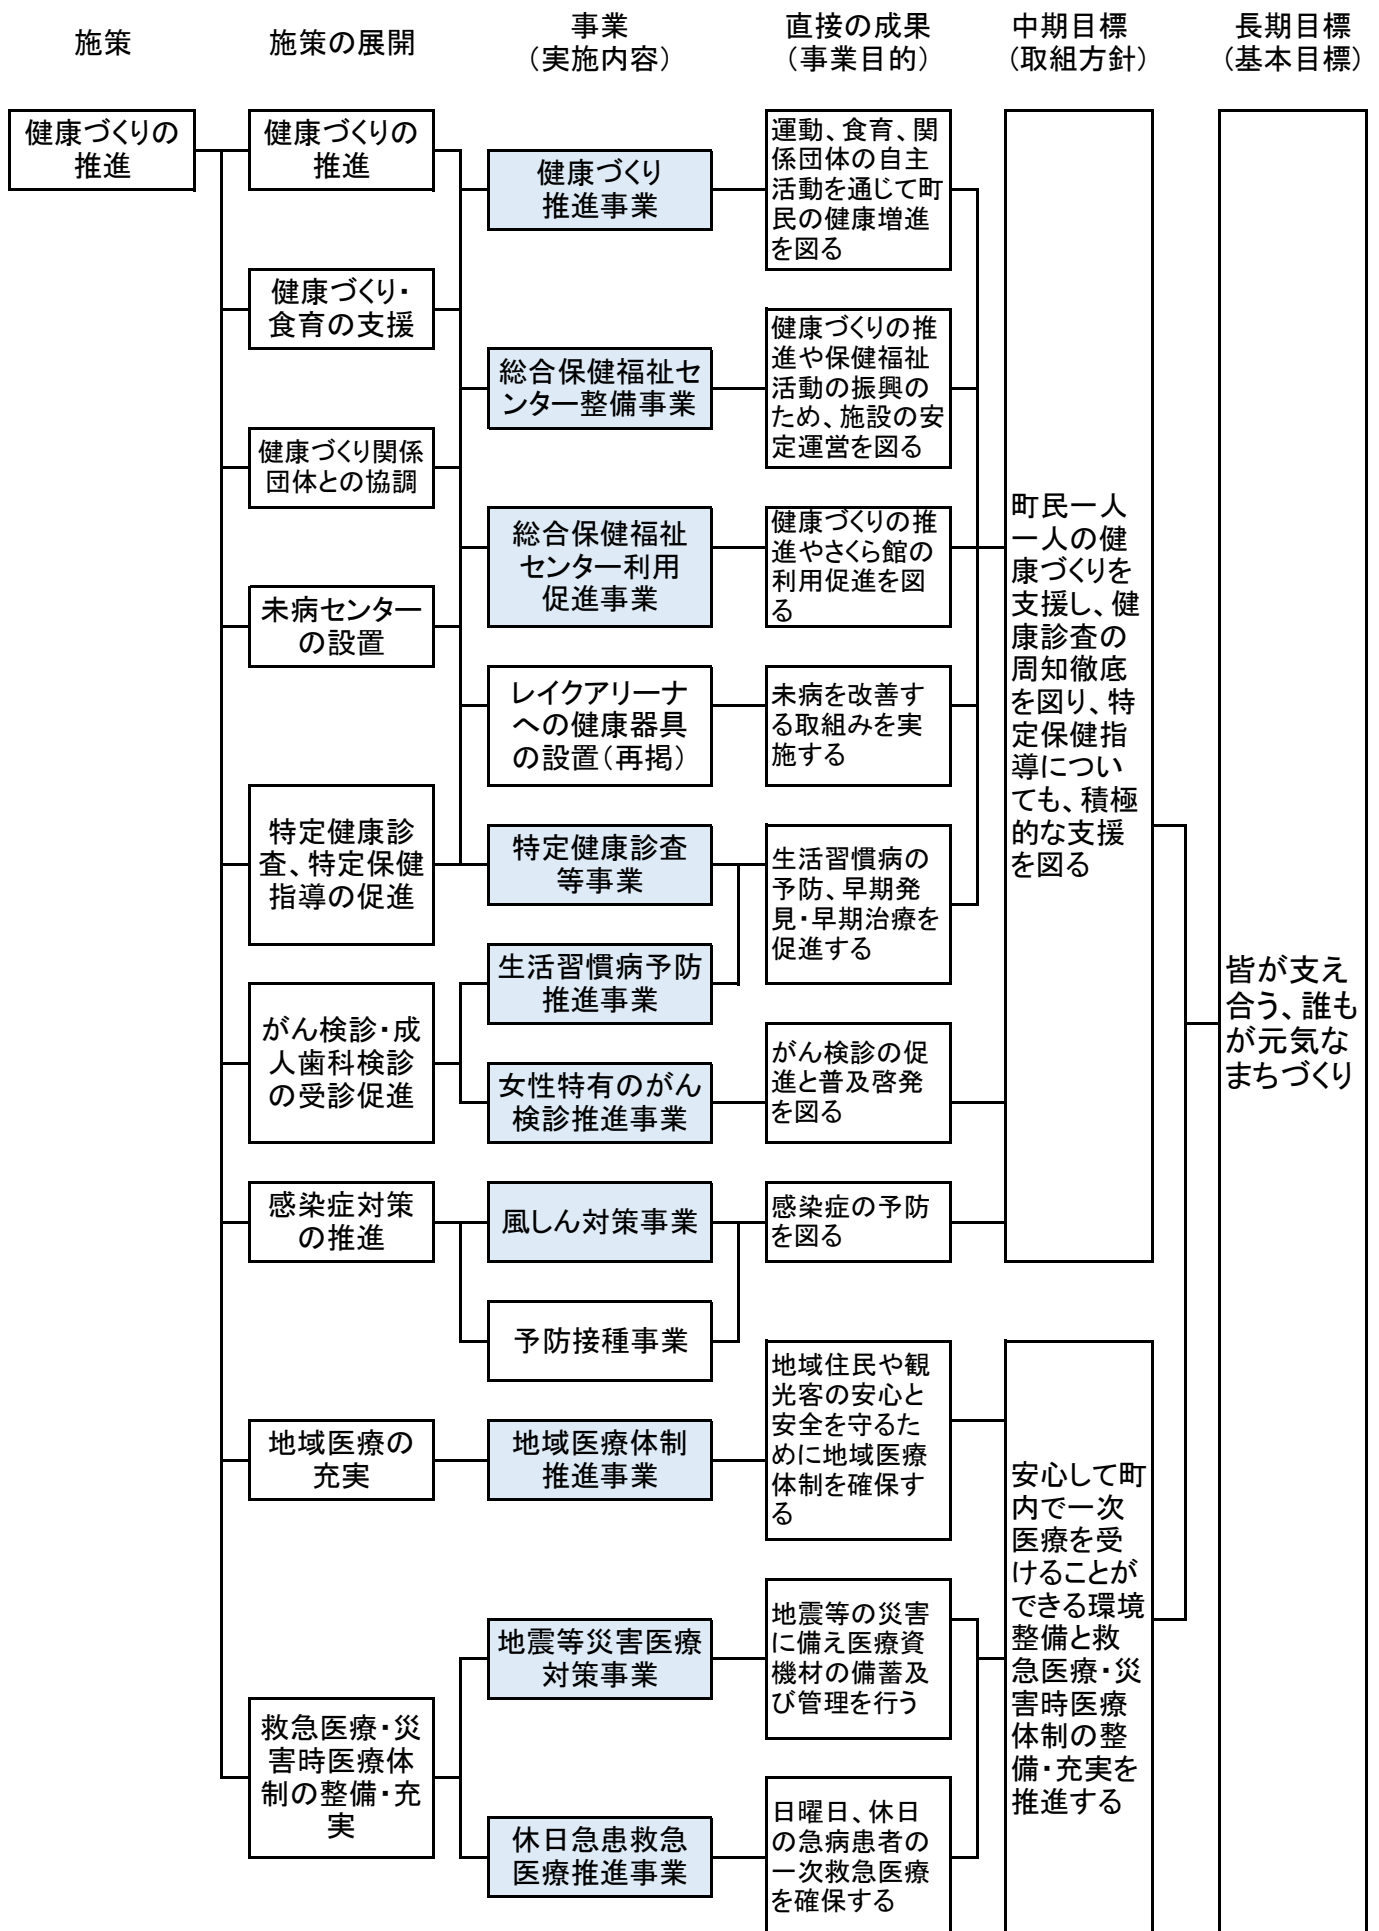 施策
施策の展開
事業
（実施内容）
直接の成果
（事業目的）
中期目標
（取組方針）
長期目標
（基本目標）
健康づくりの
推進
健康づくりの
推進
健康づくり・
食育の支援
健康づくり関係
団体との協調
未病センター
の設置
特定健康診
査、特定保健
指導の促進
がん検診・成
人歯科検診
の受診促進
感染症対策
の推進
地域医療の
充実
救急医療・災
害時医療体
制の整備・充
実
健康づくり
推進事業
総合保健福祉セ
ンター整備事業
総合保健福祉
センター利用
促進事業
レイクアリーナ
への健康器具
の設置（再掲）
特定健康診査
等事業
生活習慣病予防
推進事業
女性特有のがん
検診推進事業
風しん対策事業
予防接種事業
地域医療体制
推進事業
地震等災害医療
対策事業
休日急患救急
医療推進事業
運動、食育、関
係団体の自主
活動を通じて町
民の健康増進
を図る
健康づくりの推
進や保健福祉
活動の振興の
ため、施設の安
定運営を図る
健康づくりの推
進やさくら館の
利用促進を図
る
未病を改善す
る取組みを実
施する
生活習慣病の
予防、早期発
見・早期治療を
促進する
がん検診の促
進と普及啓発
を図る
感染症の予防
を図る
地域住民や観
光客の安心と
安全を守るた
めに地域医療
体制を確保す
る
地震等の災害
に備え医療資
機材の備蓄及
び管理を行う
日曜日、休日
の急病患者の
一次救急医療
を確保する
町民一人
一人の健
康づくりを
支援し、健
康診査の
周知徹底
を図り、特
定保健指
導につい
ても、積極
的な支援
を図る
安心して町
内で一次
医療を受
けることが
できる環境
整備と救
急医療・災
害時医療
体制の整
備・充実を
推進する
皆が支え
合う、誰も
が元気な
まちづくり